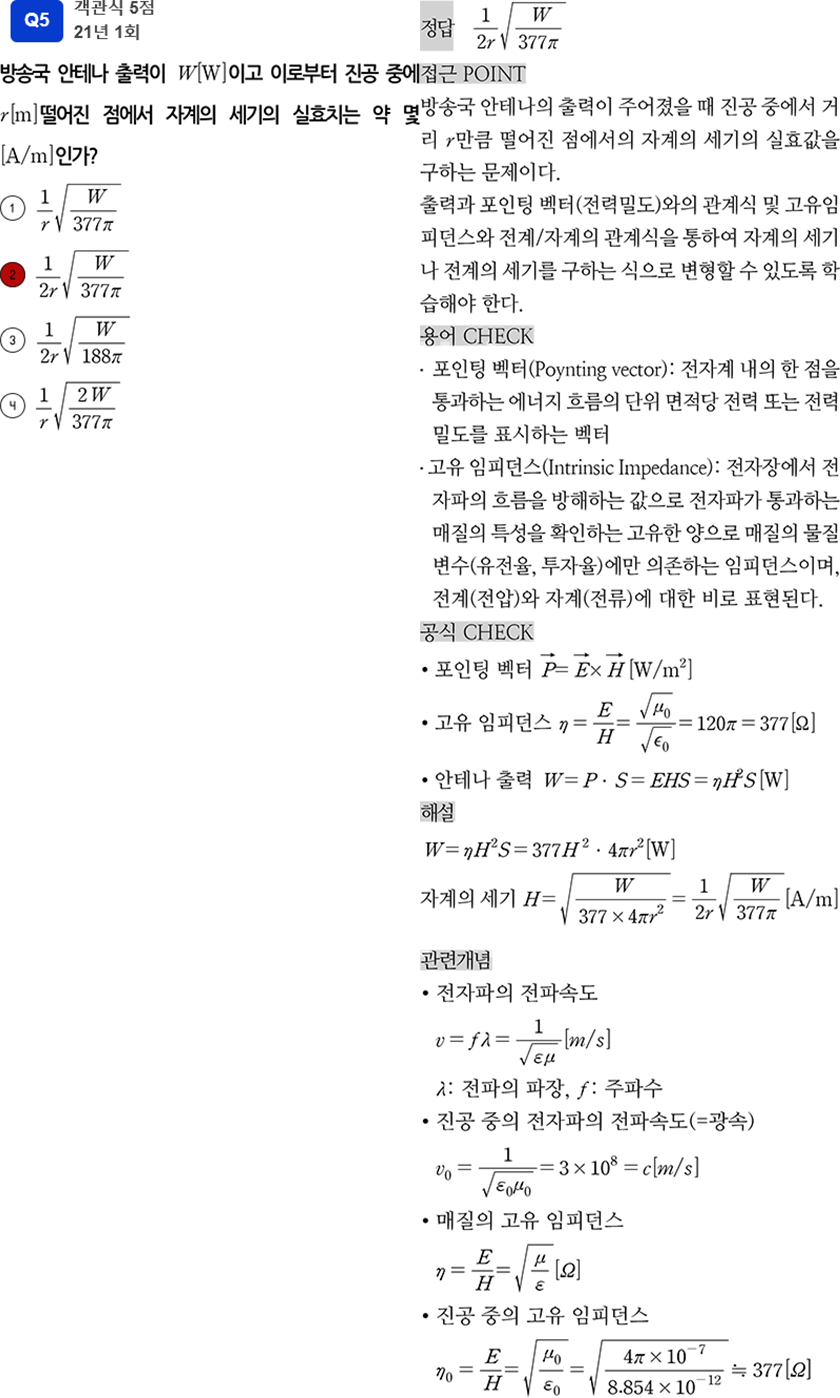 Q5
객관식 5점
21년 1회
방송국 안테나 출력이 W[W]이고 이로부터 진공 중에
r[m]떨어진 점에서 자계의 세기의 실효치는 약 몇
[A/m]인가?
① $\frac{1}{r}\sqrt{\frac{W}{377\pi}}$
② $\frac{1}{2r}\sqrt{\frac{W}{377\pi}}$
③ $\frac{1}{2r}\sqrt{\frac{W}{188\pi}}$
④ $\frac{1}{r}\sqrt{\frac{2W}{377\pi}}$
정답 $\frac{1}{2r}\sqrt{\frac{W}{377\pi}}$
접근 POINT
방송국 안테나의 출력이 주어졌을 때 진공 중에서 거
리 r만큼 떨어진 점에서의 자계의 세기의 실효값을
구하는 문제이다.
출력과 포인팅 벡터(전력밀도)와의 관계식 및 고유임
피던스와 전계/자계의 관계식을 통하여 자계의 세기
나 전계의 세기를 구하는 식으로 변형할 수 있도록 학
습해야 한다.
용어 CHECK
· 포인팅 벡터(Poynting vector): 전자계 내의 한 점을
통과하는 에너지 흐름의 단위 면적당 전력 또는 전력
밀도를 표시하는 벡터
· 고유 임피던스(Intrinsic Impedance): 전자장에서 전
자파의 흐름을 방해하는 값으로 전자파가 통과하는
매질의 특성을 확인하는 고유한 양으로 매질의 물질
변수(유전율, 투자율)에만 의존하는 임피던스이며,
전계(전압)와 자계(전류)에 대한 비로 표현된다.
공식 CHECK
• 포인팅 벡터 $\vec{P}=\vec{E}\times\vec{H}$ [W/m²]
• 고유 임피던스 $\eta=\frac{E}{H}=\frac{\sqrt{\mu_0}}{\sqrt{\epsilon_0}}=120\pi=377[\Omega]$
• 안테나 출력 $W=P\cdot S=EHS=\eta H^2S$[W]
해설
$W=\eta H^2S=377H^2\cdot 4\pi r^2$[W]
자계의 세기 $H=\sqrt{\frac{W}{377\times 4\pi r^2}}=\frac{1}{2r}\sqrt{\frac{W}{377\pi}}$[A/m]
관련개념
• 전자파의 전파속도
$v=f\lambda=\frac{1}{\sqrt{\varepsilon\mu}}[m/s]$
λ: 전파의 파장, f: 주파수
• 진공 중의 전자파의 전파속도(=광속)
$v_0=\frac{1}{\sqrt{\varepsilon_0\mu_0}}=3\times 10^8=c[m/s]$
• 매질의 고유 임피던스
$\eta=\frac{E}{H}=\sqrt{\frac{\mu}{\varepsilon}}[\Omega]$
• 진공 중의 고유 임피던스
$\eta_0=\frac{E}{H}=\sqrt{\frac{\mu_0}{\varepsilon_0}}=\sqrt{\frac{4\pi\times 10^{-7}}{8.854\times 10^{-12}}}≒377[\Omega]$